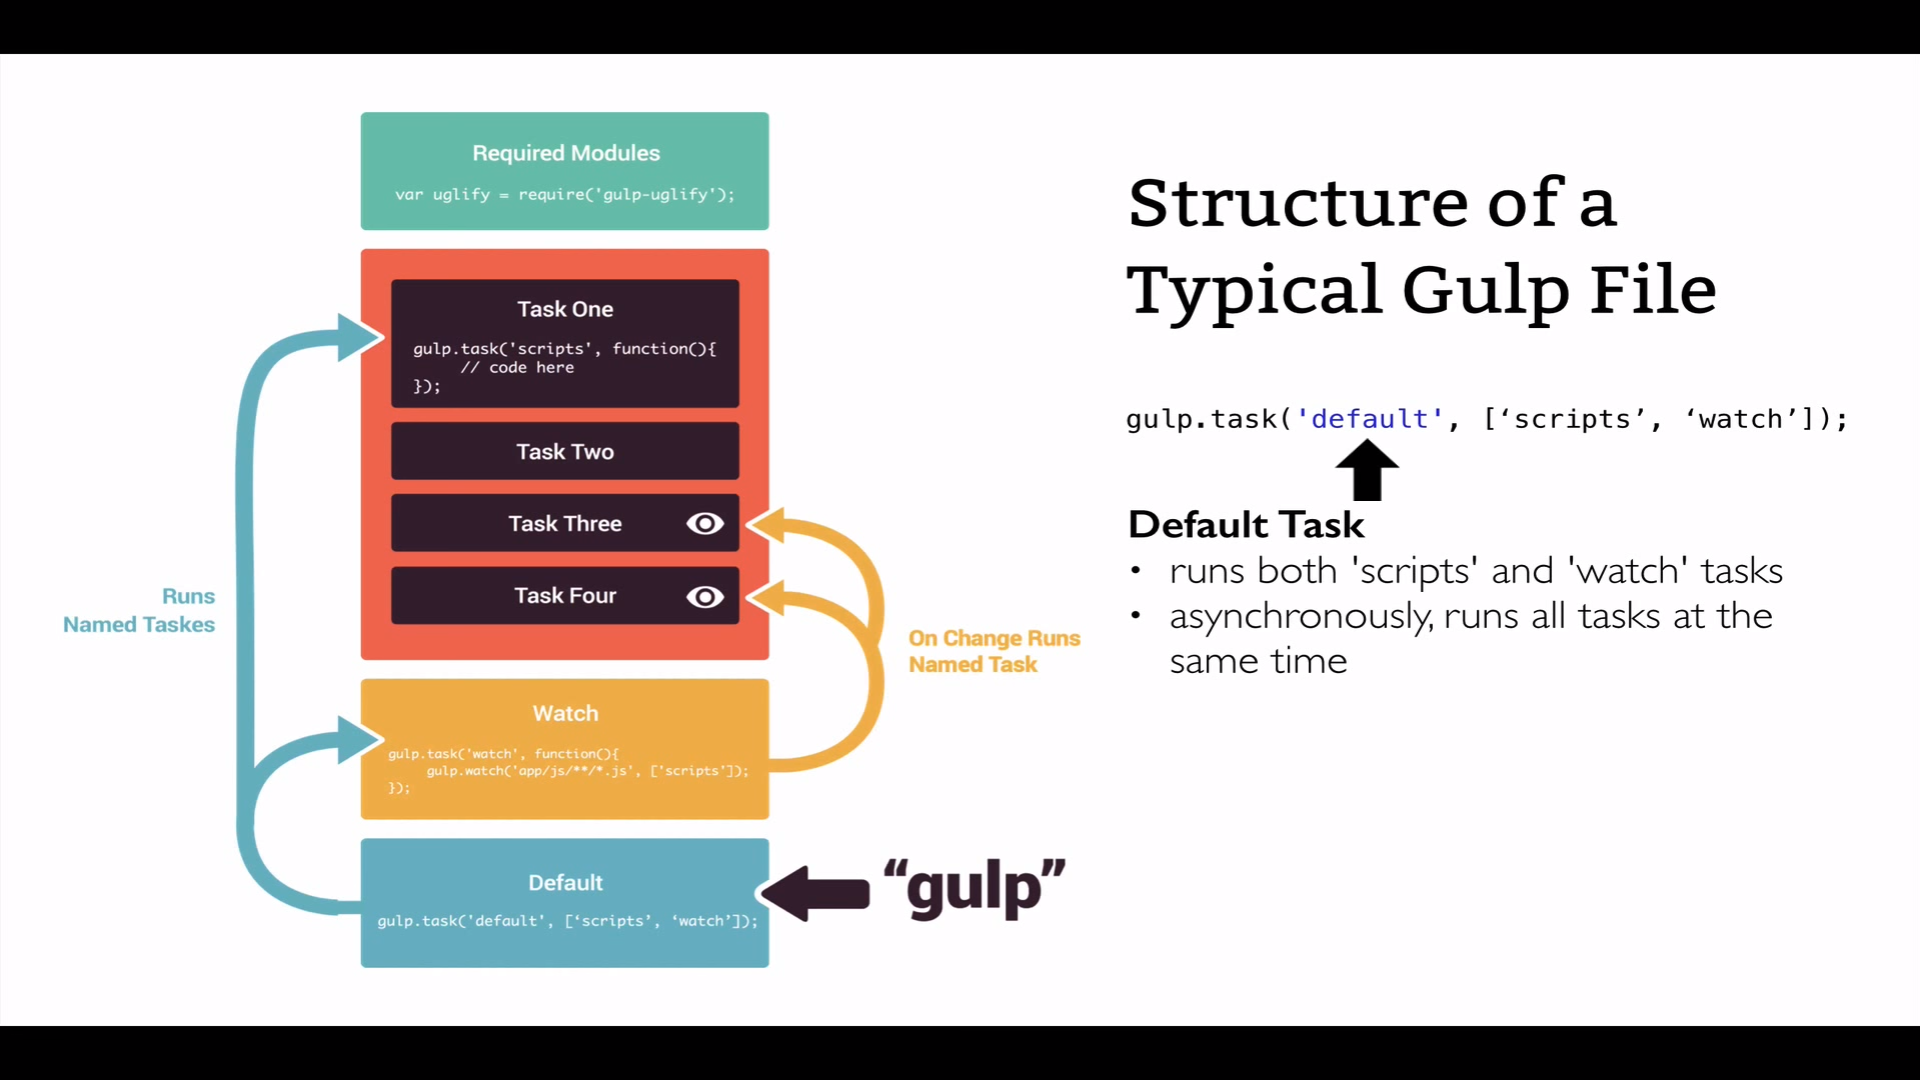 Required Modules
var uglify = require('gulp-uglify');
Task One
gulp.task('scripts', function(){
// code here
});
Task Two
Task Three
Task Four
Runs
Named Taskes
On Change Runs
Named Task
Watch
gulp.task('watch', function(){
gulp.watch('app/js/**/*.js', ['scripts']);
});
Default
gulp.task('default', [‘scripts’, ‘watch’]);
“gulp”
Structure of a
Typical Gulp File
gulp.task('default', [‘scripts’, ‘watch’]);
Default Task
• runs both 'scripts' and 'watch' tasks
• asynchronously, runs all tasks at the
same time